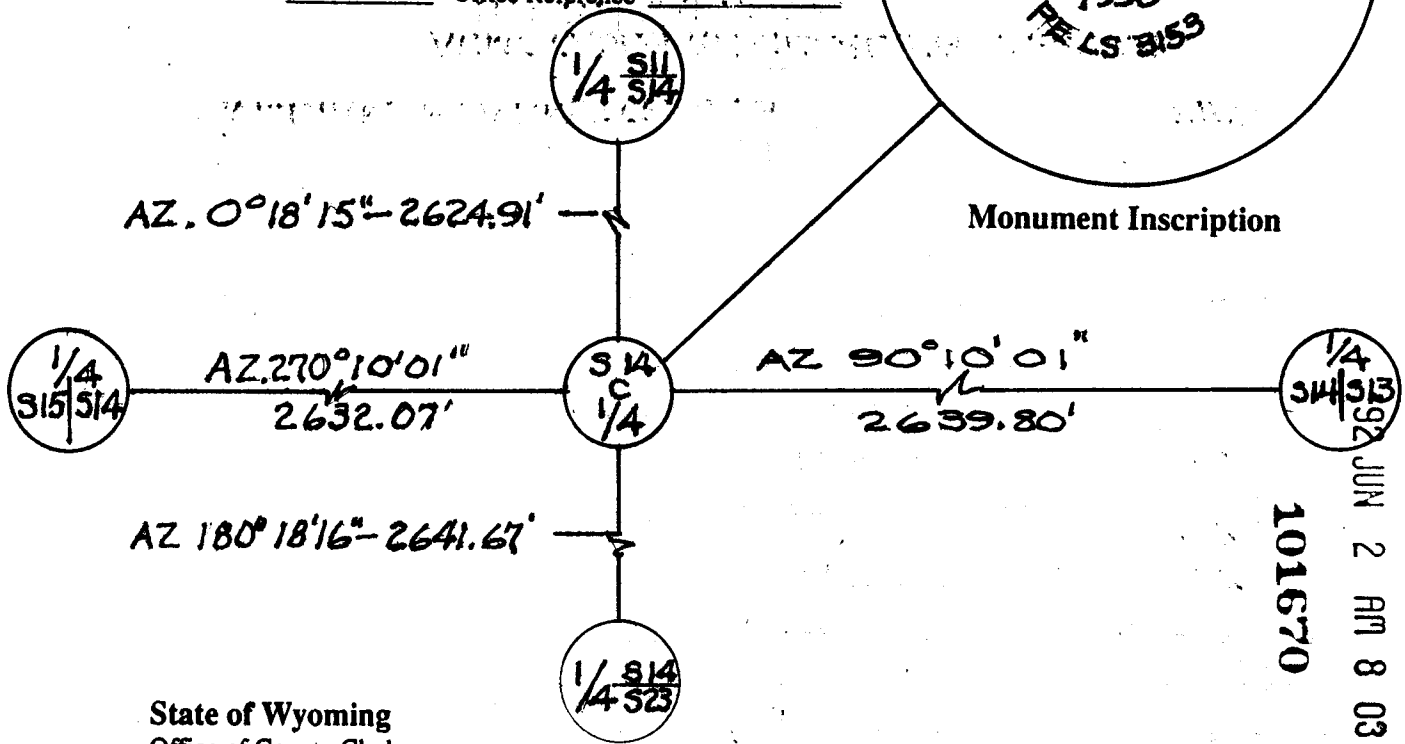 PE LS 3153
1/4 S11
S14
AZ. 0°18'15"-2624.91'
Monument Inscription
1/4
S15|S14
AZ.270°10'01"
2632.07'
S 14
C
1/4
AZ 90°10'01"
2639.80'
1/4
S14|S13
AZ 180°18'16"-2641.67'
1/4 S14
S23
'92 JUN 2 AM 8 03
101670
State of Wyoming